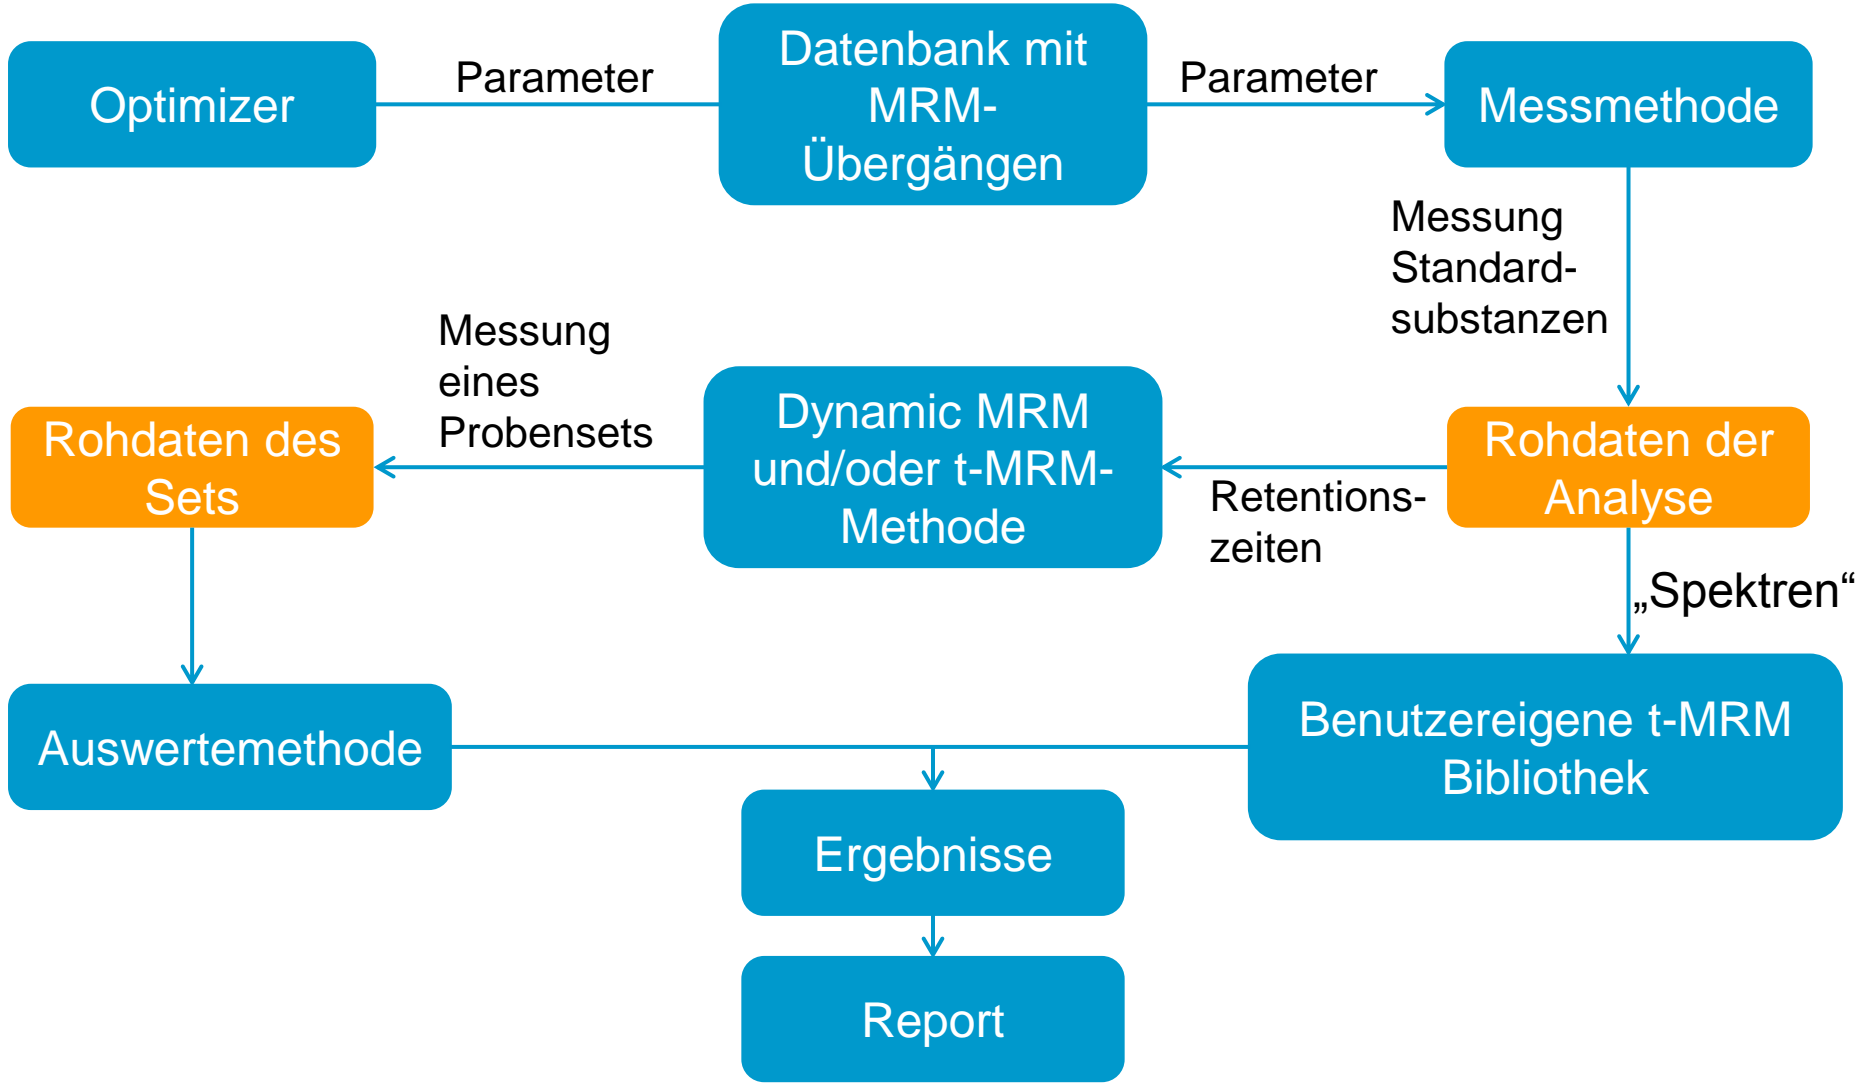 Optimizer
Parameter
Datenbank mit
MRM-
Übergängen
Parameter
Messmethode
Messung
Standard-
substanzen
Messung
eines
Probensets
Rohdaten des
Sets
Dynamic MRM
und/oder t-MRM-
Methode
Retentions-
zeiten
Rohdaten der
Analyse
„Spektren“
Auswertemethode
Benutzereigene t-MRM
Bibliothek
Ergebnisse
Report